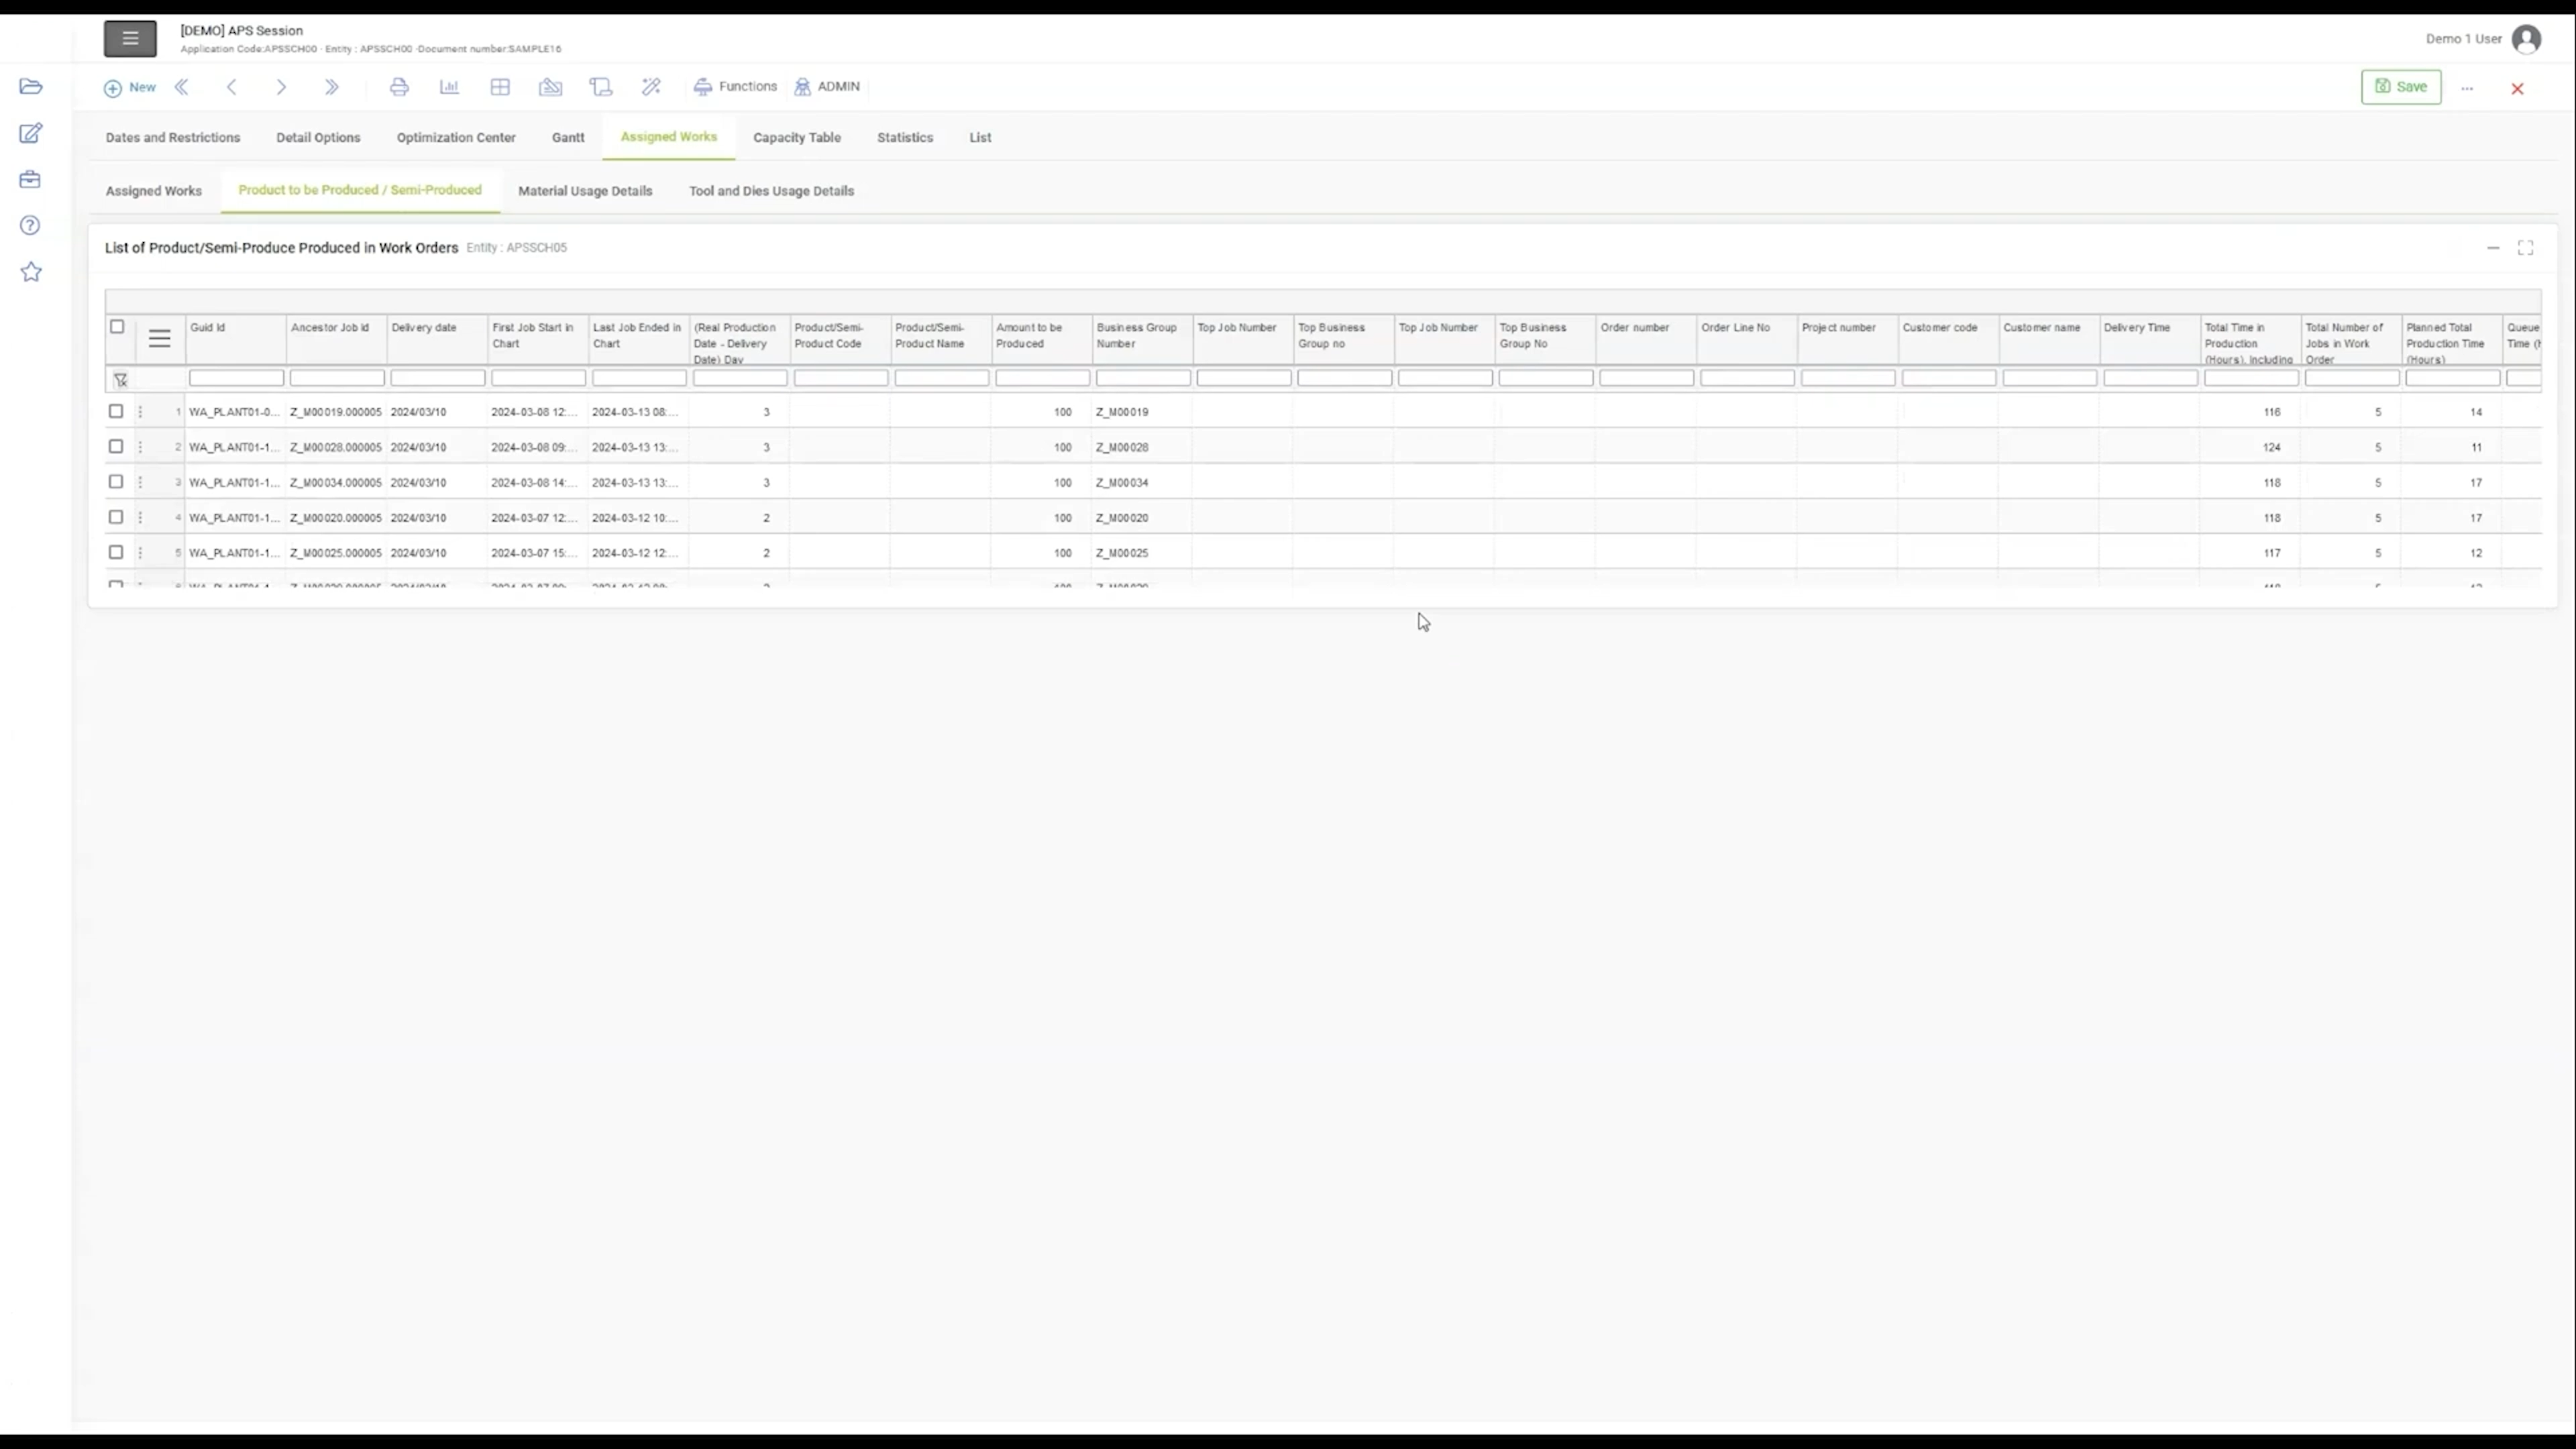 [DEMO] APS Session
Application Code:APSSCH00 · Entity : APSSCH00 ·Document number:SAMPLE16
Demo 1 User
New
Functions
ADMIN
Save
Dates and Restrictions
Detail Options
Optimization Center
Gantt
Assigned Works
Capacity Table
Statistics
List
Assigned Works
Product to be Produced / Semi-Produced
Material Usage Details
Tool and Dies Usage Details
List of Product/Semi-Produce Produced in Work Orders Entity : APSSCH05
Guid Id
Ancestor Job id
Delivery date
First Job Start in
Chart
Last Job Ended in
Chart
(Real Production
Date - Delivery
Date) Day
Product/Semi-
Product Code
Product/Semi-
Product Name
Amount to be
Produced
Business Group
Number
Top Job Number
Top Business
Group no
Top Job Number
Top Business
Group No
Order number
Order Line No
Project number
Customer code
Customer name
Delivery Time
Total Time in
Production
(Hours), Including
Total Number of
Jobs in Work
Order
Planned Total
Production Time
(Hours)
Queue
Time
1 WA_PLANT01-0... Z_M00019.000005 2024/03/10 2024-03-08 12:... 2024-03-13 08:... 3 100 Z_M00019 116 5 14
2 WA_PLANT01-1... Z_M00028.000005 2024/03/10 2024-03-08 09:... 2024-03-13 13:... 3 100 Z_M00028 124 5 11
3 WA_PLANT01-1... Z_M00034.000005 2024/03/10 2024-03-08 14:... 2024-03-13 13:... 3 100 Z_M00034 118 5 17
4 WA_PLANT01-1... Z_M00020.000005 2024/03/10 2024-03-07 12:... 2024-03-12 10:... 2 100 Z_M00020 118 5 17
5 WA_PLANT01-1... Z_M00025.000005 2024/03/10 2024-03-07 15:... 2024-03-12 12:... 2 100 Z_M00025 117 5 12